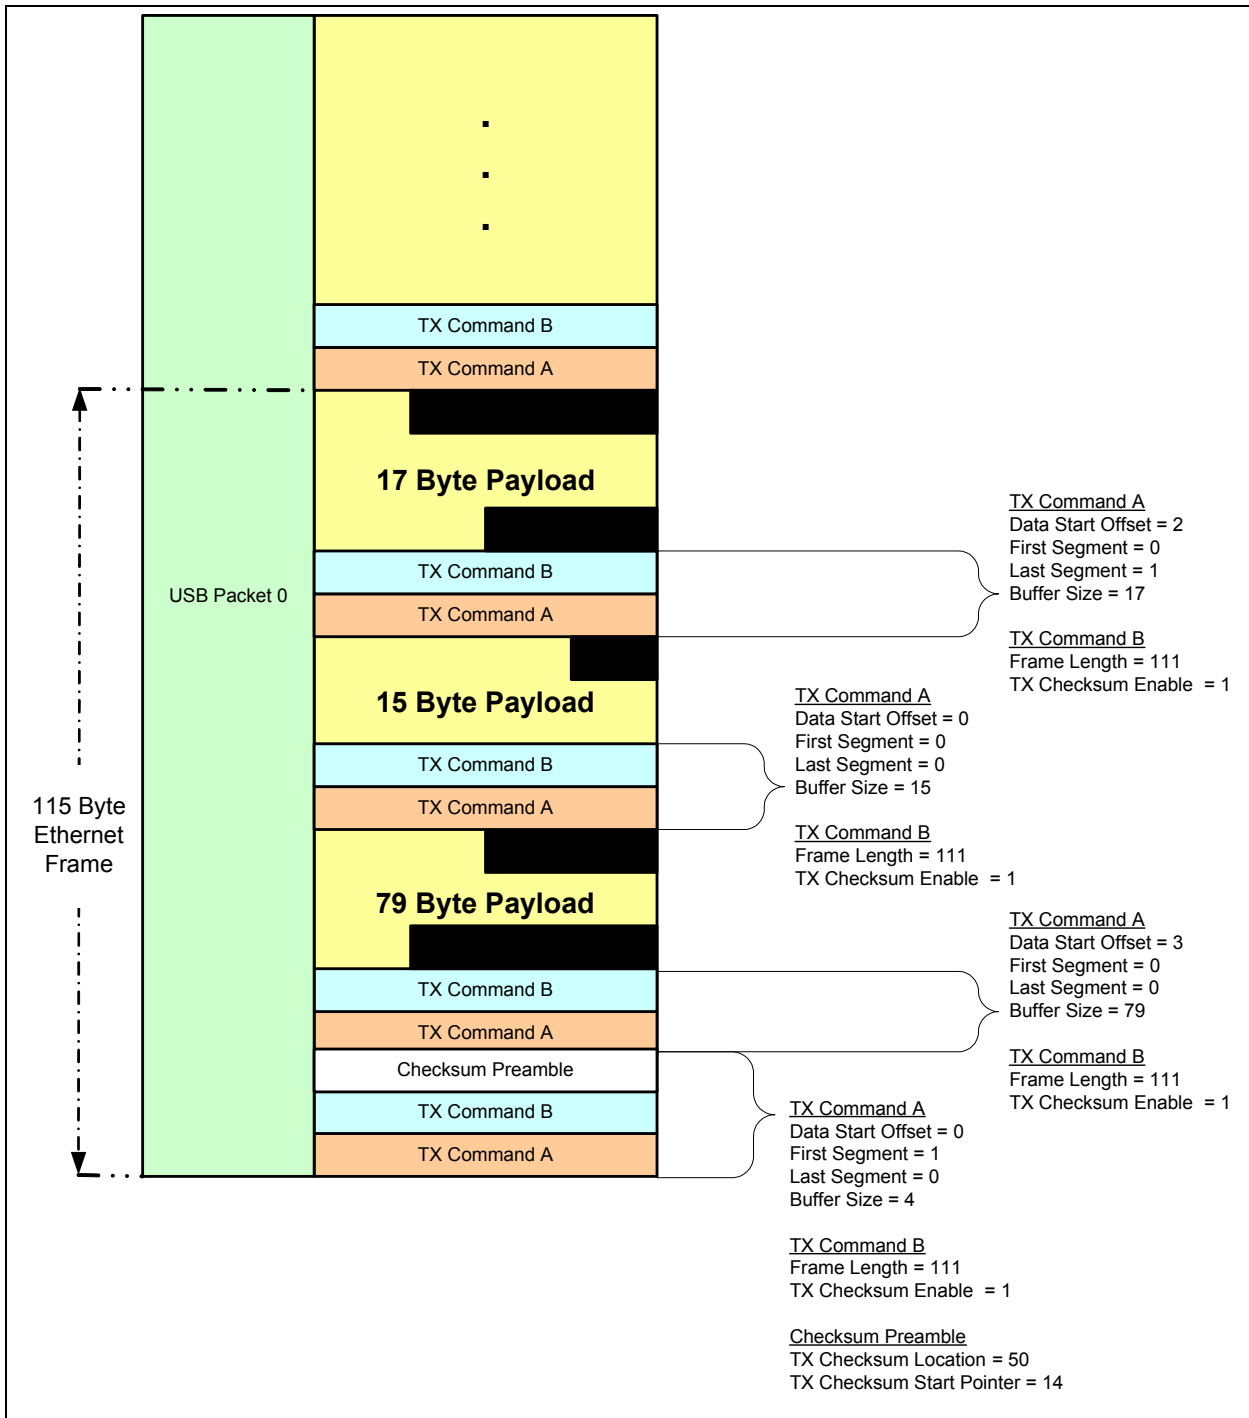 TX Command B
TX Command A
17 Byte Payload
TX Command B
TX Command A
USB Packet 0
15 Byte Payload
TX Command B
TX Command A
115 Byte
Ethernet
Frame
79 Byte Payload
TX Command B
TX Command A
Checksum Preamble
TX Command B
TX Command A
TX Command A
Data Start Offset = 2
First Segment = 0
Last Segment = 1
Buffer Size = 17
TX Command B
Frame Length = 111
TX Checksum Enable = 1
TX Command A
Data Start Offset = 0
First Segment = 0
Last Segment = 0
Buffer Size = 15
TX Command B
Frame Length = 111
TX Checksum Enable = 1
TX Command A
Data Start Offset = 3
First Segment = 0
Last Segment = 0
Buffer Size = 79
TX Command B
Frame Length = 111
TX Checksum Enable = 1
TX Command A
Data Start Offset = 0
First Segment = 1
Last Segment = 0
Buffer Size = 4
TX Command B
Frame Length = 111
TX Checksum Enable = 1
Checksum Preamble
TX Checksum Location = 50
TX Checksum Start Pointer = 14